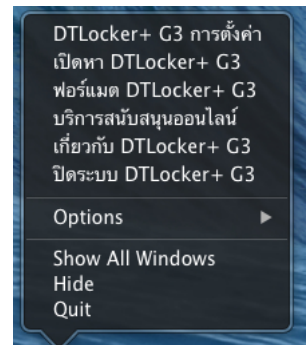 DTLocker+ G3 การตั้งค่า
เปิดหา DTLocker+ G3
ฟอร์แมต DTLocker+ G3
บริการสนับสนุนออนไลน์
เกี่ยวกับ DTLocker+ G3
ปิดระบบ DTLocker+ G3
Options
Show All Windows
Hide
Quit